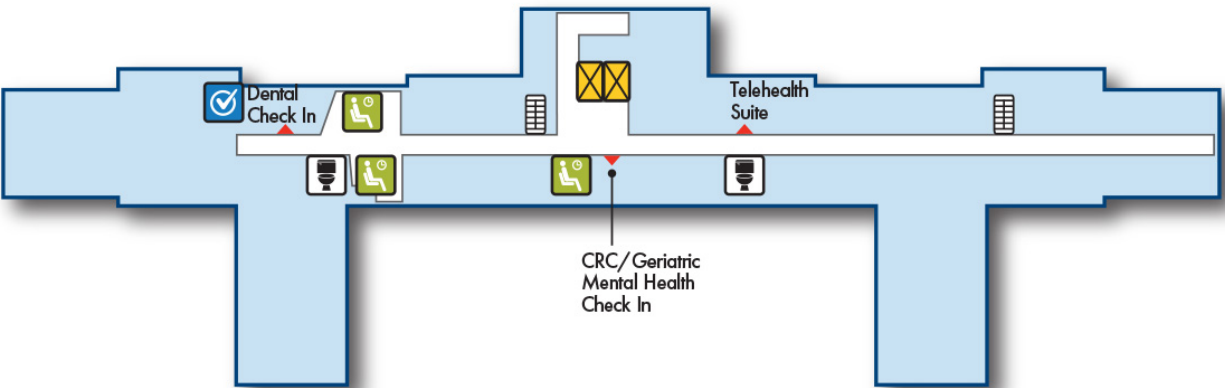 Dental
Check In
Telehealth
Suite
CRC/Geriatric
Mental Health
Check In